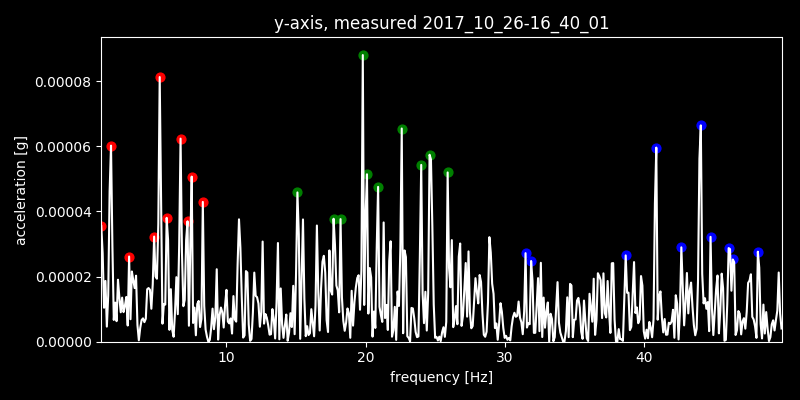 y-axis, measured 2017_10_26-16_40_01
0.00008
0.00006
0.00004
0.00002
0.00000
acceleration [g]
10 20 30 40
frequency [Hz]